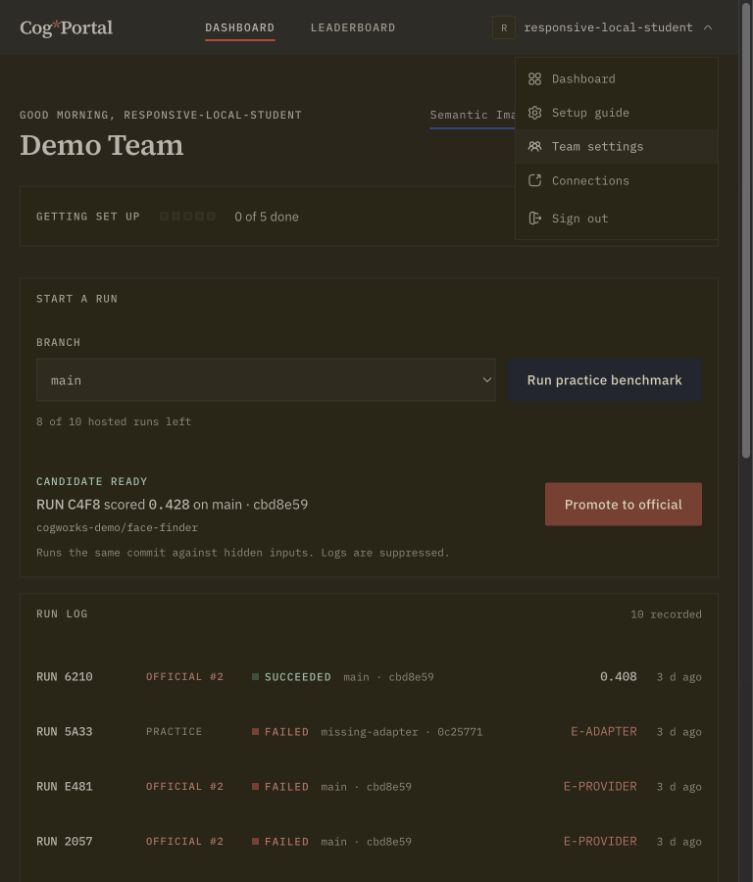 Cog*Portal DASHBOARD LEADERBOARD R responsive-local-student
Dashboard
Setup guide
Team settings
Connections
Sign out
GOOD MORNING, RESPONSIVE-LOCAL-STUDENT
Demo Team
Semantic Ima
GETTING SET UP 0 of 5 done
START A RUN
BRANCH
main Run practice benchmark
8 of 10 hosted runs left
CANDIDATE READY
RUN C4F8 scored 0.428 on main · cbd8e59
cogworks-demo/face-finder
Runs the same commit against hidden inputs. Logs are suppressed.
Promote to official
RUN LOG 10 recorded
RUN 6210 OFFICIAL #2 SUCCEEDED main · cbd8e59 0.408 3 d ago
RUN 5A33 PRACTICE FAILED missing-adapter · 0c25771 E-ADAPTER 3 d ago
RUN E481 OFFICIAL #2 FAILED main · cbd8e59 E-PROVIDER 3 d ago
RUN 2057 OFFICIAL #2 FAILED main · cbd8e59 E-PROVIDER 3 d ago